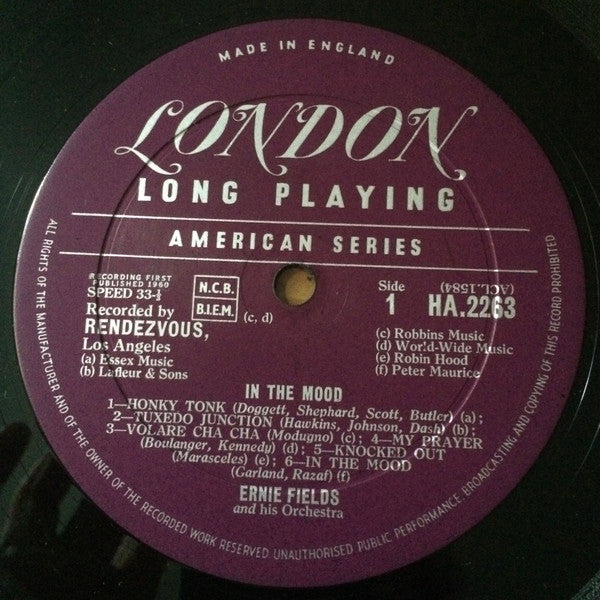 MADE IN ENGLAND
LONDON
LONG PLAYING
AMERICAN SERIES
RECORDING FIRST
PUBLISHED 1960
SPEED 33-⅓
Recorded by
RENDEZVOUS,
Los Angeles
(a) Essex Music
(b) Lafleur & Sons
N.C.B.
B.I.E.M.
(c, d)
Side
1
(ACL.1584)
HA.2263
(c) Robbins Music
(d) World-Wide Music
(e) Robin Hood
(f) Peter Maurice
IN THE MOOD
1—HONKY TONK (Doggett, Shephard, Scott, Butler) (a);
2—TUXEDO JUNCTION (Hawkins, Johnson, Dash) (b);
3—VOLARE CHA CHA (Modugno) (c); 4—MY PRAYER
(Boulanger, Kennedy) (d); 5—KNOCKED OUT
(Marasceles) (e); 6—IN THE MOOD
(Garland, Razaf) (f)
ERNIE FIELDS
and his Orchestra
ALL RIGHTS OF THE MANUFACTURER AND OF THE OWNER OF THE RECORDED WORK RESERVED UNAUTHORISED PUBLIC PERFORMANCE, BROADCASTING AND COPYING OF THIS RECORD PROHIBITED